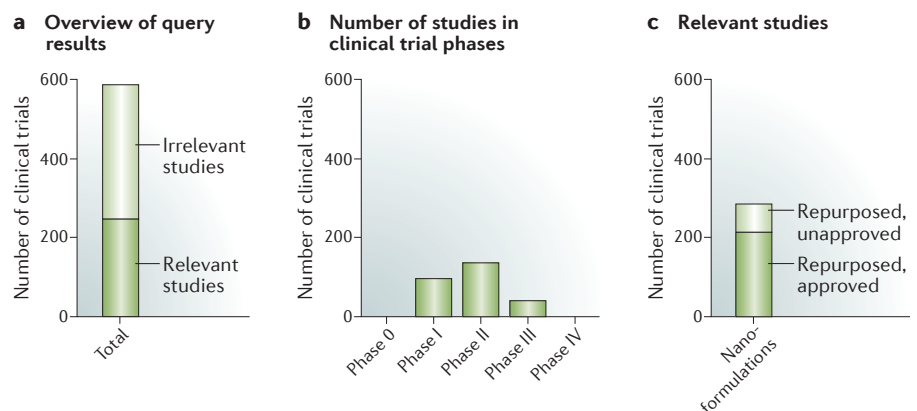 a Overview of query
results
Number of clinical trials
600
400
200
0
Irrelevant
studies
Relevant
studies
Total
b Number of studies in
clinical trial phases
Number of clinical trials
600
400
200
0
Phase 0
Phase I
Phase II
Phase III
Phase IV
c Relevant studies
Number of clinical trials
600
400
200
0
Repurposed,
unapproved
Repurposed,
approved
Nano-
formulations